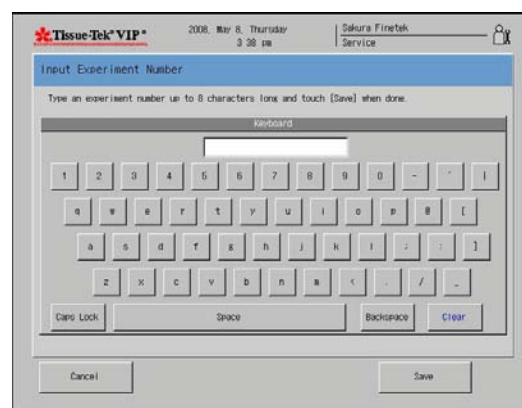 Tissue-Tek® VIP®
2008, May 8, Thursday
3 38 pm
Sakura Finetek
Service
Input Experiment Number
Type an experiment number up to 8 characters long and touch [Save] when done.
Keyboard
1 2 3 4 5 6 7 8 9 0 -
q w e r t y u i o p @ [
a s d f g h j k l ; : ]
z x c v b n m < . / _
Caps Lock Space Backspace Clear
Cancel Save